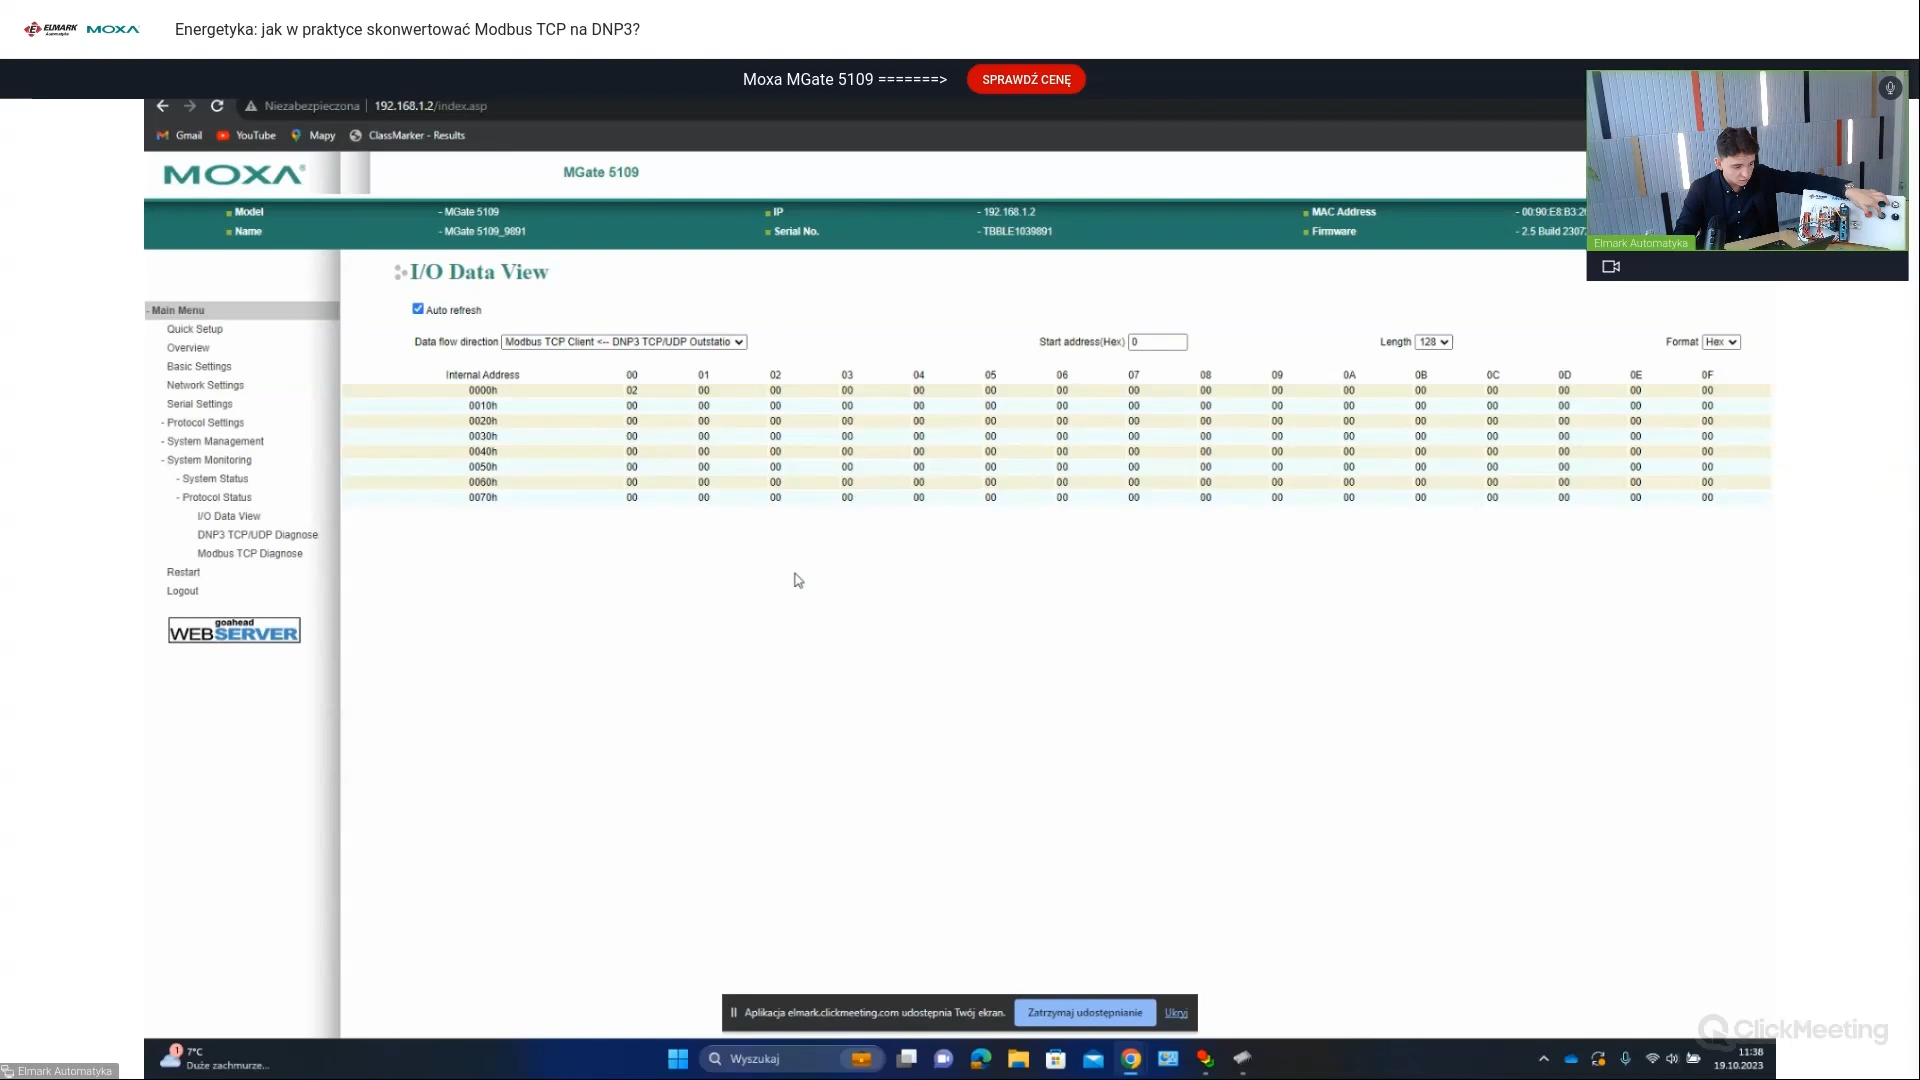 ELMARK Automatyka MOXA Energetyka: jak w praktyce skonwertować Modbus TCP na DNP3?
Moxa MGate 5109 =======> SPRAWDŹ CENĘ
Niezabezpieczona | 192.168.1.2/index.asp
Gmail YouTube Mapy ClassMarker - Results
MOXA® MGate 5109
Model - MGate 5109 IP - 192.168.1.2 MAC Address - 00:90:E8:B3:
Name - MGate 5109_9891 Serial No. - TBBLE1039891 Firmware - 2.5 Build 2307
Elmark Automatyka
I/O Data View
Auto refresh
Data flow direction Modbus TCP Client <-- DNP3 TCP/UDP Outstatio Start address(Hex) 0 Length 128 Format Hex
Internal Address 00 01 02 03 04 05 06 07 08 09 0A 0B 0C 0D 0E 0F
0000h 02 00 00 00 00 00 00 00 00 00 00 00 00 00 00 00
0010h 00 00 00 00 00 00 00 00 00 00 00 00 00 00 00 00
0020h 00 00 00 00 00 00 00 00 00 00 00 00 00 00 00 00
0030h 00 00 00 00 00 00 00 00 00 00 00 00 00 00 00 00
0040h 00 00 00 00 00 00 00 00 00 00 00 00 00 00 00 00
0050h 00 00 00 00 00 00 00 00 00 00 00 00 00 00 00 00
0060h 00 00 00 00 00 00 00 00 00 00 00 00 00 00 00 00
0070h 00 00 00 00 00 00 00 00 00 00 00 00 00 00 00 00
- Main Menu
Quick Setup
Overview
Basic Settings
Network Settings
Serial Settings
- Protocol Settings
- System Management
- System Monitoring
- System Status
- Protocol Status
I/O Data View
DNP3 TCP/UDP Diagnose
Modbus TCP Diagnose
Restart
Logout
goahead
WEBSERVER
Aplikacja elmark.clickmeeting.com udostępnia Twój ekran. Zatrzymaj udostępnianie Ukryj
ClickMeeting
1 7°C
Duże zachmurze...
Wyszukaj
11:38
19.10.2023
Elmark Automatyka